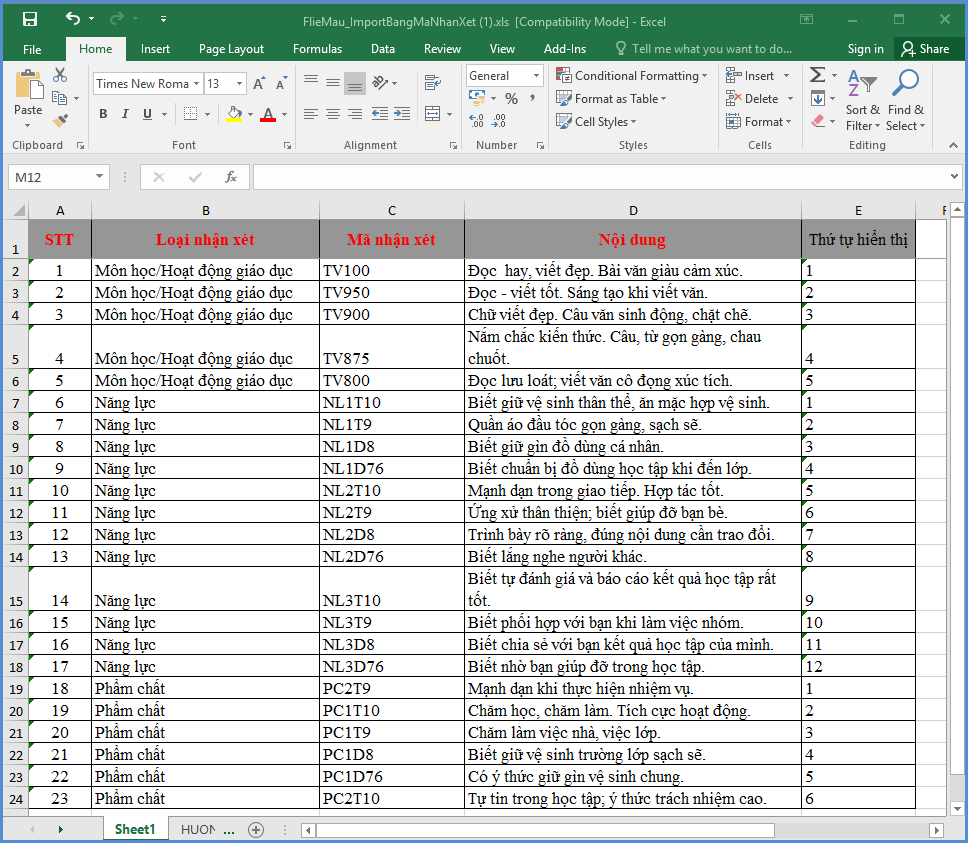 FlieMau_ImportBangMaNhanXet (1).xls [Compatibility Mode] - Excel
File Home Insert Page Layout Formulas Data Review View Add-Ins Tell me what you want to do... Sign in Share
Times New Roma 13 General Conditional Formatting Insert
Paste B I U % , Format as Table Delete Sort & Filter Find & Select
Cell Styles Format
Clipboard Font Alignment Number Styles Cells Editing
M12 fx
A B C D E F
1 STT Loại nhận xét Mã nhận xét Nội dung Thứ tự hiển thị
2 1 Môn học/Hoạt động giáo dục TV100 Đọc hay, viết đẹp. Bài văn giàu cảm xúc. 1
3 2 Môn học/Hoạt động giáo dục TV950 Đọc - viết tốt. Sáng tạo khi viết văn. 2
4 3 Môn học/Hoạt động giáo dục TV900 Chữ viết đẹp. Câu văn sinh động, chặt chẽ. 3
Nắm chắc kiến thức. Câu, từ gọn gàng, chau
5 4 Môn học/Hoạt động giáo dục TV875 chuốt. 4
6 5 Môn học/Hoạt động giáo dục TV800 Đọc lưu loát; viết văn cô đọng xúc tích. 5
7 6 Năng lực NL1T10 Biết giữ vệ sinh thân thể, ăn mặc hợp vệ sinh. 1
8 7 Năng lực NL1T9 Quần áo đầu tóc gọn gàng, sạch sẽ. 2
9 8 Năng lực NL1D8 Biết giữ gìn đồ dùng cá nhân. 3
10 9 Năng lực NL1D76 Biết chuẩn bị đồ dùng học tập khi đến lớp. 4
11 10 Năng lực NL2T10 Mạnh dạn trong giao tiếp. Hợp tác tốt. 5
12 11 Năng lực NL2T9 Ứng xử thân thiện; biết giúp đỡ bạn bè. 6
13 12 Năng lực NL2D8 Trình bày rõ ràng, đúng nội dung cần trao đổi. 7
14 13 Năng lực NL2D76 Biết lắng nghe người khác. 8
Biết tự đánh giá và báo cáo kết quả học tập rất
15 14 Năng lực NL3T10 tốt. 9
16 15 Năng lực NL3T9 Biết phối hợp với bạn khi làm việc nhóm. 10
17 16 Năng lực NL3D8 Biết chia sẻ với bạn kết quả học tập của mình. 11
18 17 Năng lực NL3D76 Biết nhờ bạn giúp đỡ trong học tập. 12
19 18 Phẩm chất PC2T9 Mạnh dạn khi thực hiện nhiệm vụ. 1
20 19 Phẩm chất PC1T10 Chăm học, chăm làm. Tích cực hoạt động. 2
21 20 Phẩm chất PC1T9 Chăm làm việc nhà, việc lớp. 3
22 21 Phẩm chất PC1D8 Biết giữ vệ sinh trường lớp sạch sẽ. 4
23 22 Phẩm chất PC1D76 Có ý thức giữ gìn vệ sinh chung. 5
24 23 Phẩm chất PC2T10 Tự tin trong học tập; ý thức trách nhiệm cao. 6
Sheet1 HUON ...